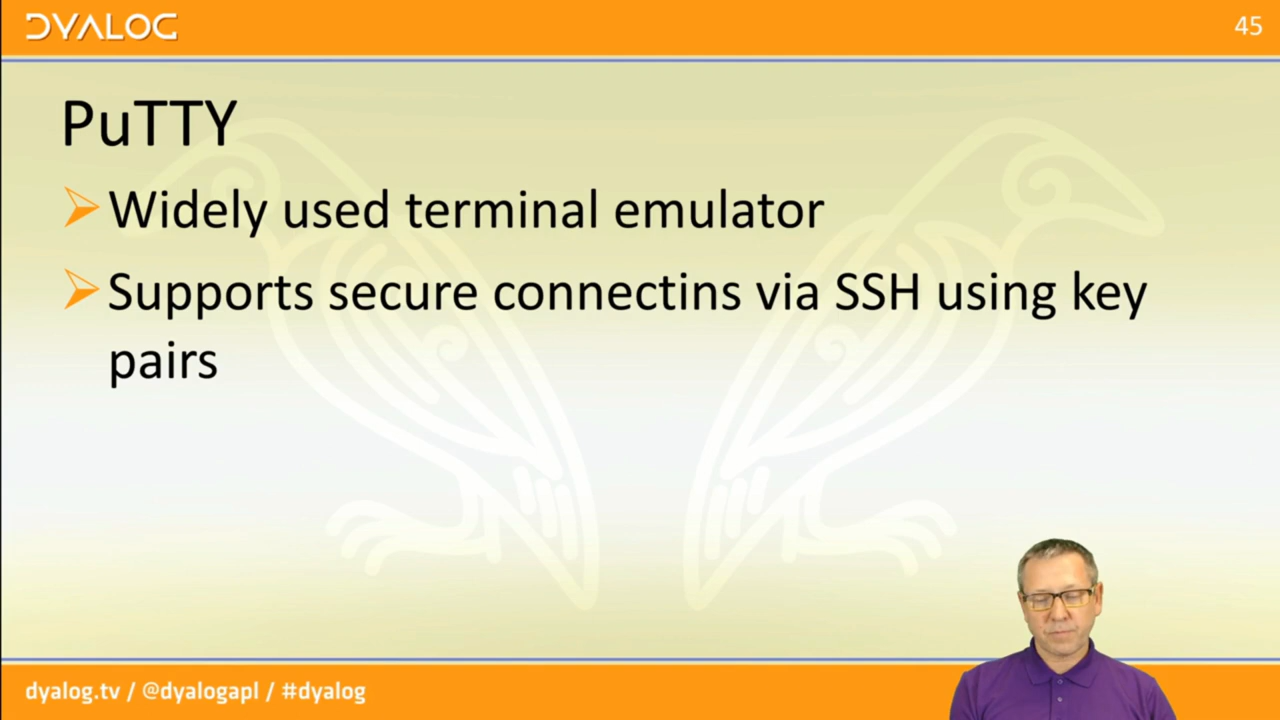 DYALOG
45
PuTTY
Widely used terminal emulator
Supports secure connectins via SSH using key
pairs
dyalog.tv / @dyalogapl / #dyalog